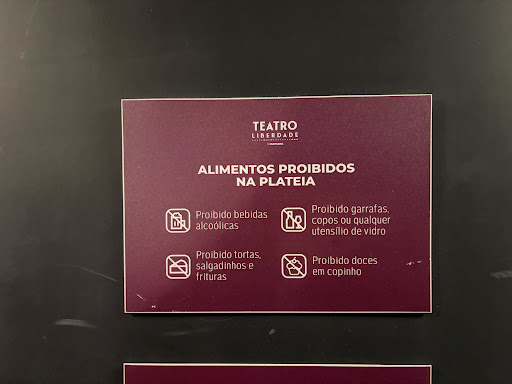 TEATRO
LIBERDADE
ALIMENTOS PROIBIDOS
NA PLATEIA
Proibido bebidas
alcoólicas
Proibido garrafas,
copos ou qualquer
utensílio de vidro
Proibido tortas,
salgadinhos e
frituras
Proibido doces
em copinho